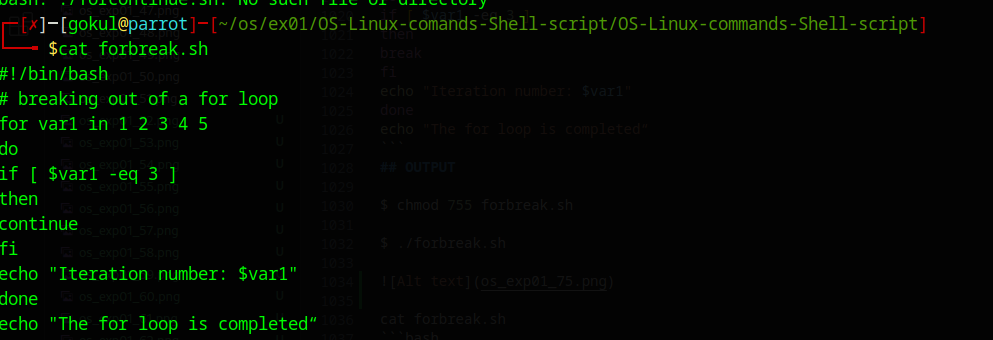 bash: ./forcontinue.sh: No such file or directory
┌─[✗]─[gokul@parrot]─[~/os/ex01/OS-Linux-comands-Shell-script/OS-Linux-commands-Shell-script]
└──╼ $cat forbreak.sh
#!/bin/bash
# breaking out of a for loop
for var1 in 1 2 3 4 5
do
if [ $var1 -eq 3 ]
then
continue
fi
echo "Iteration number: $var1"
done
echo "The for loop is completed“
os_exp01_50.png
os_exp01_53.png
os_exp01_55.png
os_exp01_56.png
os_exp01_57.png
os_exp01_58.png
os_exp01_60.png
then
1022 break
1023 fi
1024 echo "Iteration number: $var1"
1025 done
1026 echo "The for loop is completed"
1027 ```
1028 ## OUTPUT
1029
1030 $ chmod 755 forbreak.sh
1031
1032 $ ./forbreak.sh
1033
1034 ![Alt text](os_exp01_75.png)
1035
1036 cat forbreak.sh
1037 ```bash